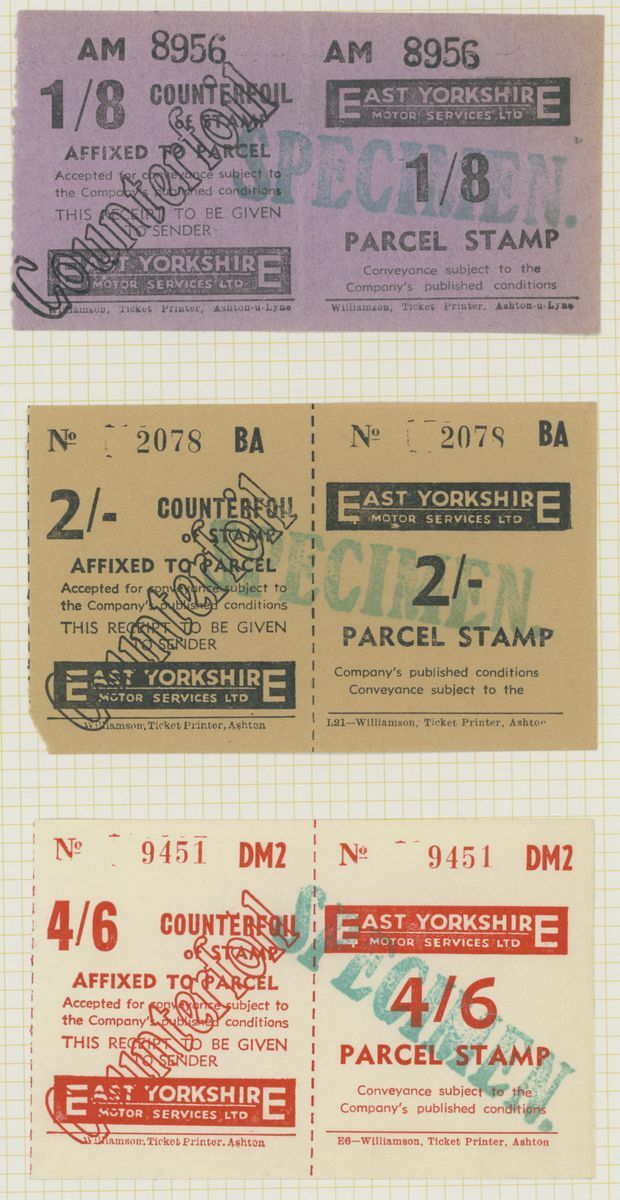 AM 8956
1/8 COUNTERFOIL
of STAMP
AFFIXED TO PARCEL
Accepted for conveyance subject to
the Company's published conditions
THIS RECEIPT TO BE GIVEN
TO SENDER
EAST YORKSHIRE
MOTOR SERVICES LTD
Williamson, Ticket Printer, Ashton-u-Lyne
Counterfoil
AM 8956
EAST YORKSHIRE
MOTOR SERVICES LTD
1/8
PARCEL STAMP
Conveyance subject to the
Company's published conditions
Williamson, Ticket Printer, Ashton-u-Lyne
SPECIMEN.
Nº 2078 BA
2/- COUNTERFOIL
of STAMP
AFFIXED TO PARCEL
Accepted for conveyance subject to
the Company's published conditions
THIS RECEIPT TO BE GIVEN
TO SENDER
EAST YORKSHIRE
MOTOR SERVICES LTD
Williamson, Ticket Printer, Ashton
Counterfoil
Nº 2078 BA
EAST YORKSHIRE
MOTOR SERVICES LTD
2/-
PARCEL STAMP
Company's published conditions
Conveyance subject to the
L21—Williamson, Ticket Printer, Ashton
SPECIMEN.
Nº 9451 DM2
4/6 COUNTERFOIL
of STAMP
AFFIXED TO PARCEL
Accepted for conveyance subject to
the Company's published conditions
THIS RECEIPT TO BE GIVEN
TO SENDER
EAST YORKSHIRE
MOTOR SERVICES LTD
Williamson, Ticket Printer, Ashton
Counterfoil
Nº 9451 DM2
EAST YORKSHIRE
MOTOR SERVICES LTD
4/6
PARCEL STAMP
Conveyance subject to the
Company's published conditions
E6—Williamson, Ticket Printer, Ashton
SPECIMEN.